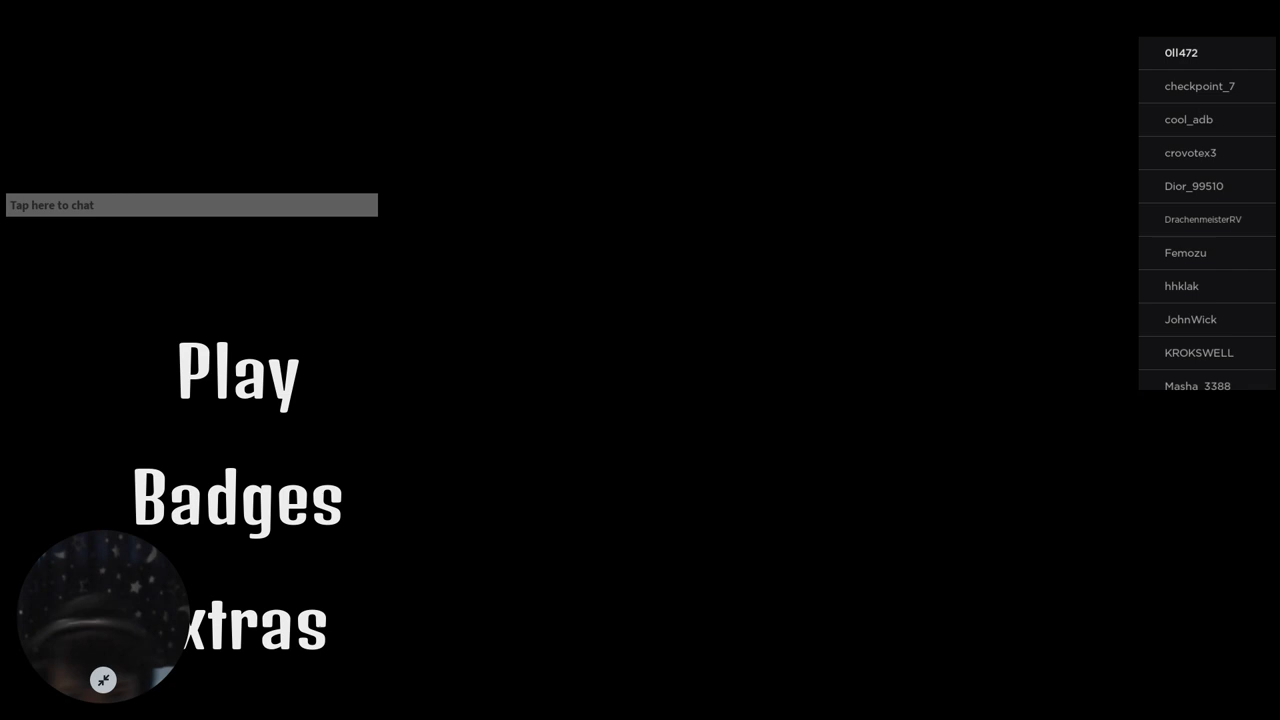 0ll472
checkpoint_7
cool_adb
crovotex3
Dior_99510
DrachenmeisterRV
Femozu
hhklak
JohnWick
KROKSWELL
Masha_3388
Tap here to chat
Play
Badges
xtras